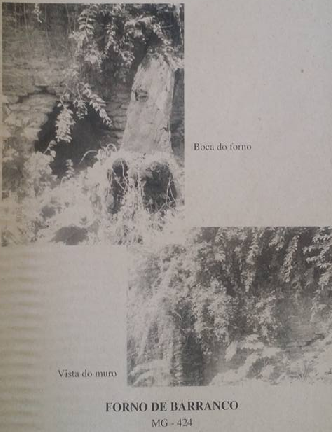 Boca do forno
Vista do muro
FORNO DE BARRANCO
MG - 424